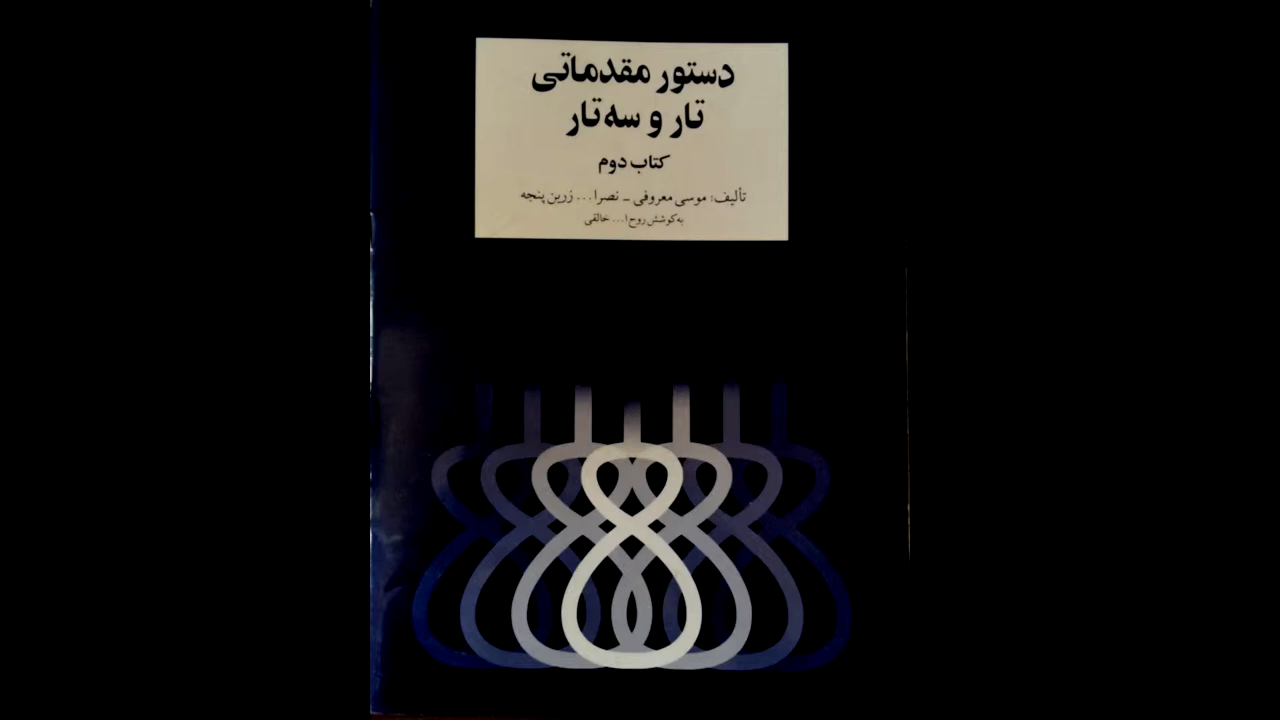 دستور مقدماتی
تار و سه‌تار
کتاب دوم
تألیف: موسی معروفی ـ نصرا... زرین‌پنجه
به‌کوشش روح‌ا... خالقی